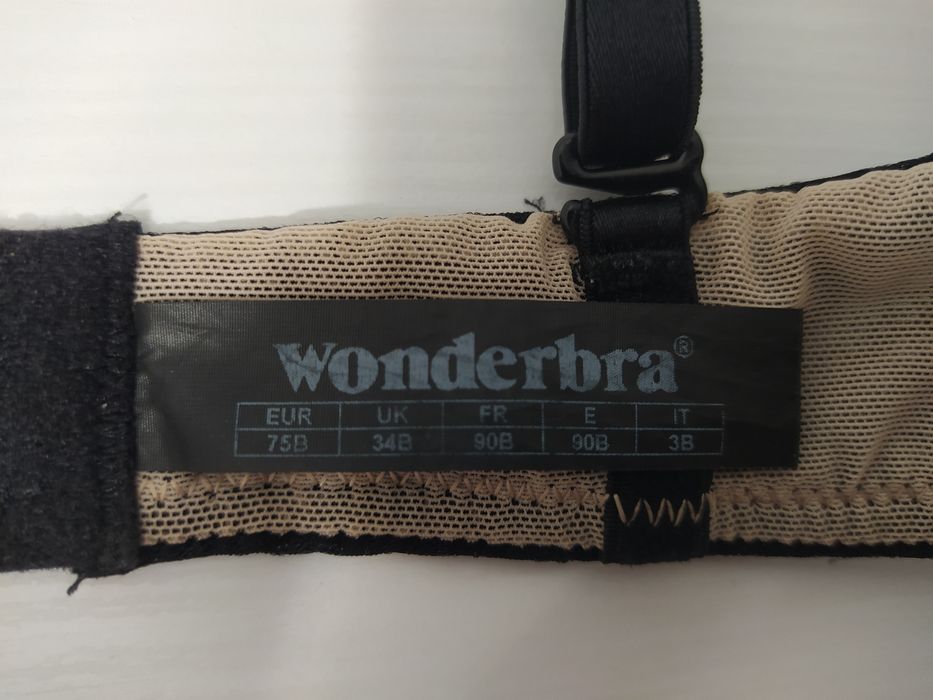 Wonderbra®
EUR UK FR E IT
75B 34B 90B 90B 3B